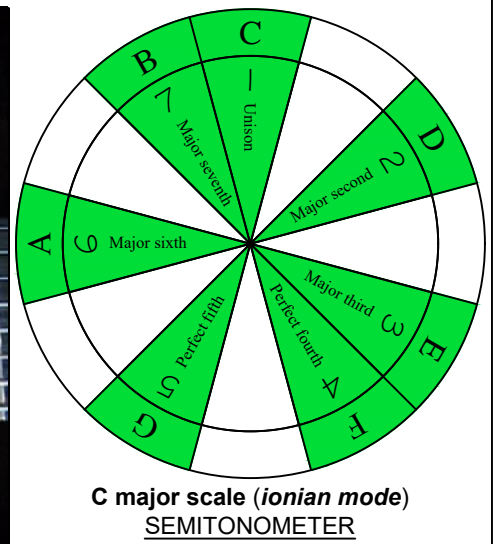 C
1 Unison
D
2 Major second
E
3 Major third
F
4 Perfect fourth
G
5 Perfect fifth
A
6 Major sixth
B
7 Major seventh
C major scale (ionian mode)
SEMITONOMETER